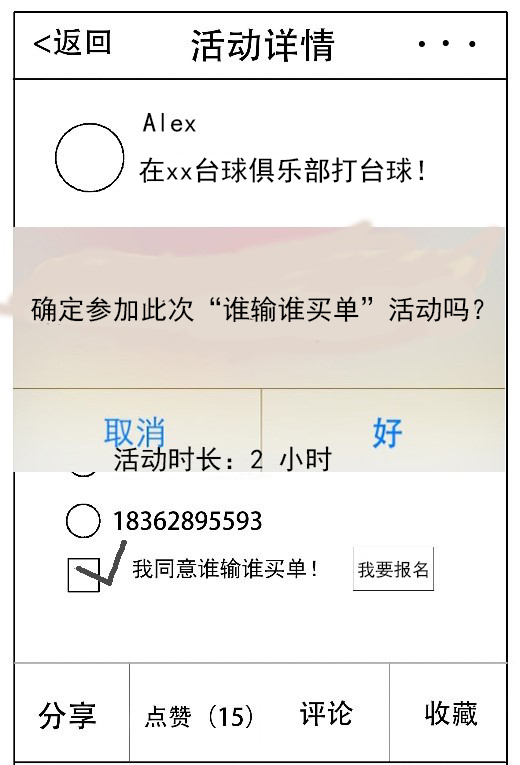 <返回 活动详情 ···
Alex
在xx台球俱乐部打台球！
确定参加此次“谁输谁买单”活动吗？
取消 好
活动时长：2 小时
18362895593
我同意谁输谁买单！ 我要报名
分享 点赞（15） 评论 收藏